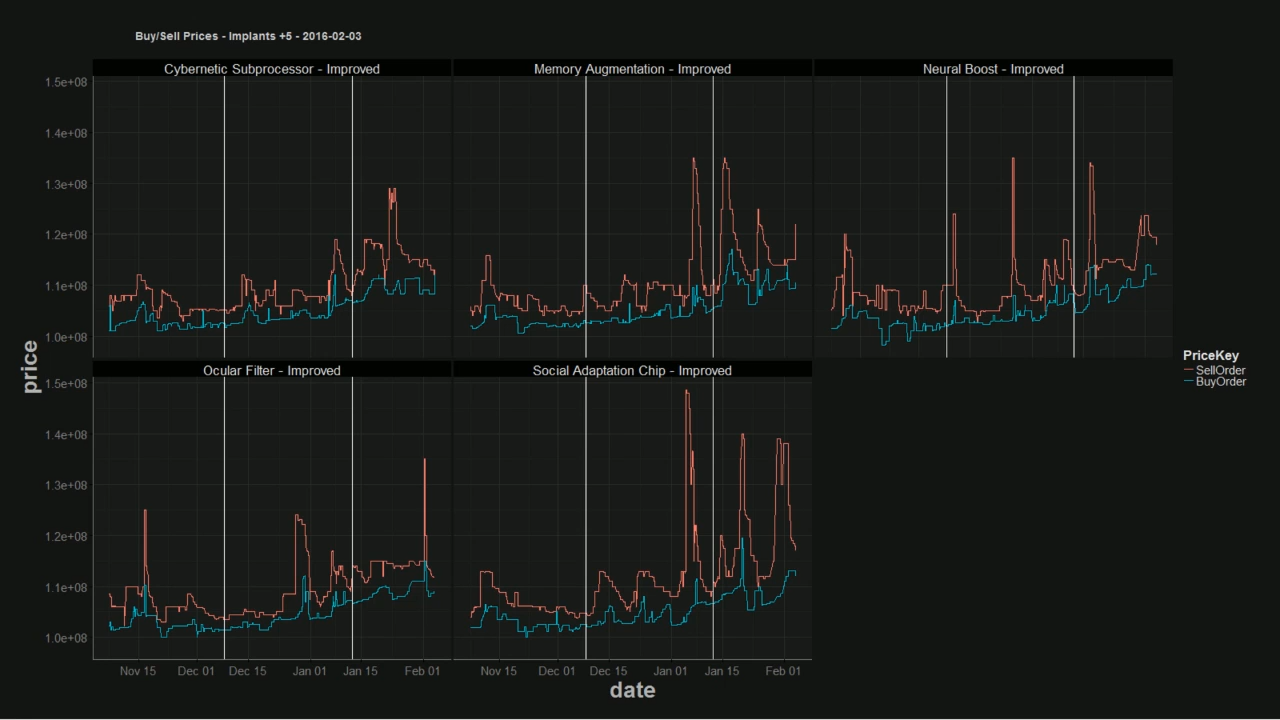 Buy/Sell Prices - Implants +5 - 2016-02-03
Cybernetic Subprocessor - Improved
Memory Augmentation - Improved
Neural Boost - Improved
1.5e+08
1.4e+08
1.3e+08
1.2e+08
1.1e+08
1.0e+08
price
Ocular Filter - Improved
Social Adaptation Chip - Improved
1.5e+08
1.4e+08
1.3e+08
1.2e+08
1.1e+08
1.0e+08
PriceKey
SellOrder
BuyOrder
Nov 15 Dec 01 Dec 15 Jan 01 Jan 15 Feb 01
Nov 15 Dec 01 Dec 15 Jan 01 Jan 15 Feb 01
date